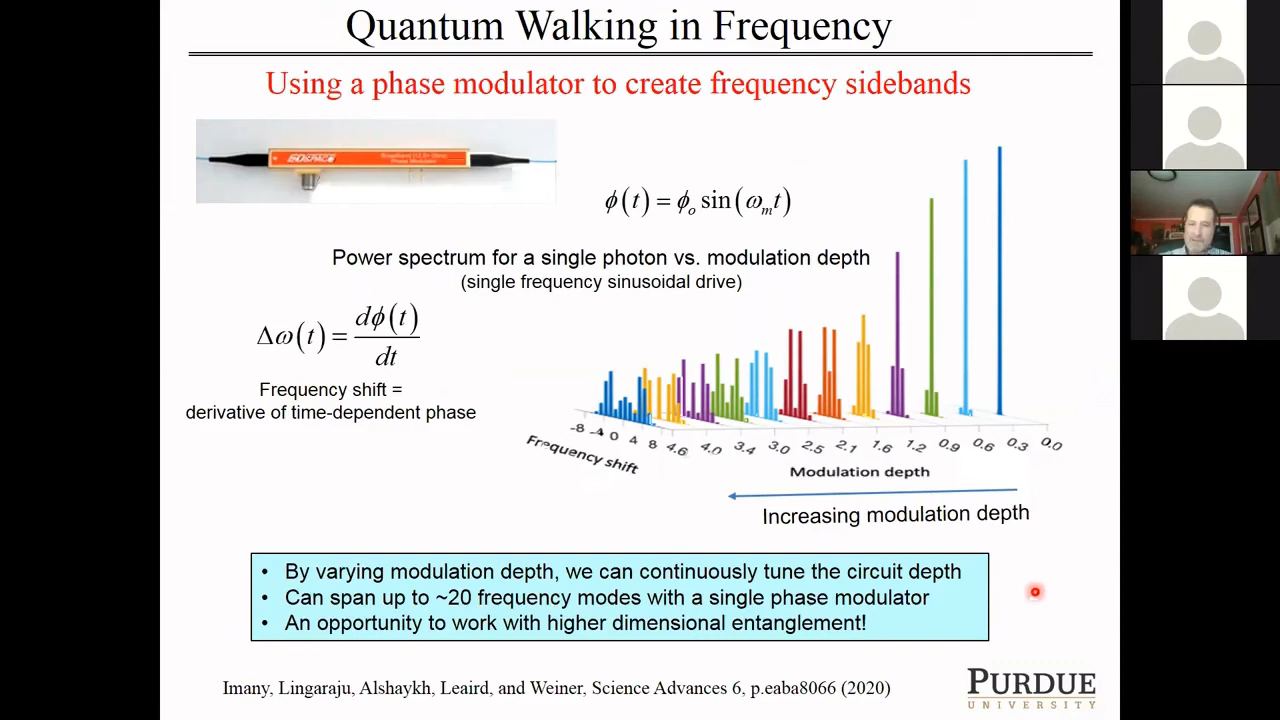 Quantum Walking in Frequency
Using a phase modulator to create frequency sidebands
EOSPACE
Phase Modulator
ϕ(t) = ϕₒ sin(ωₘt)
Power spectrum for a single photon vs. modulation depth
(single frequency sinusoidal drive)
Δω(t) = dϕ(t)/dt
Frequency shift =
derivative of time-dependent phase
-8 -4 0 4 8
Frequency shift
4.6 4.0 3.4 3.0 2.5 2.1 1.6 1.2 0.9 0.6 0.3 0.0
Modulation depth
Increasing modulation depth
• By varying modulation depth, we can continuously tune the circuit depth
• Can span up to ~20 frequency modes with a single phase modulator
• An opportunity to work with higher dimensional entanglement!
Imany, Lingaraju, Alshaykh, Leaird, and Weiner, Science Advances 6, p.eaba8066 (2020)
PURDUE
UNIVERSITY